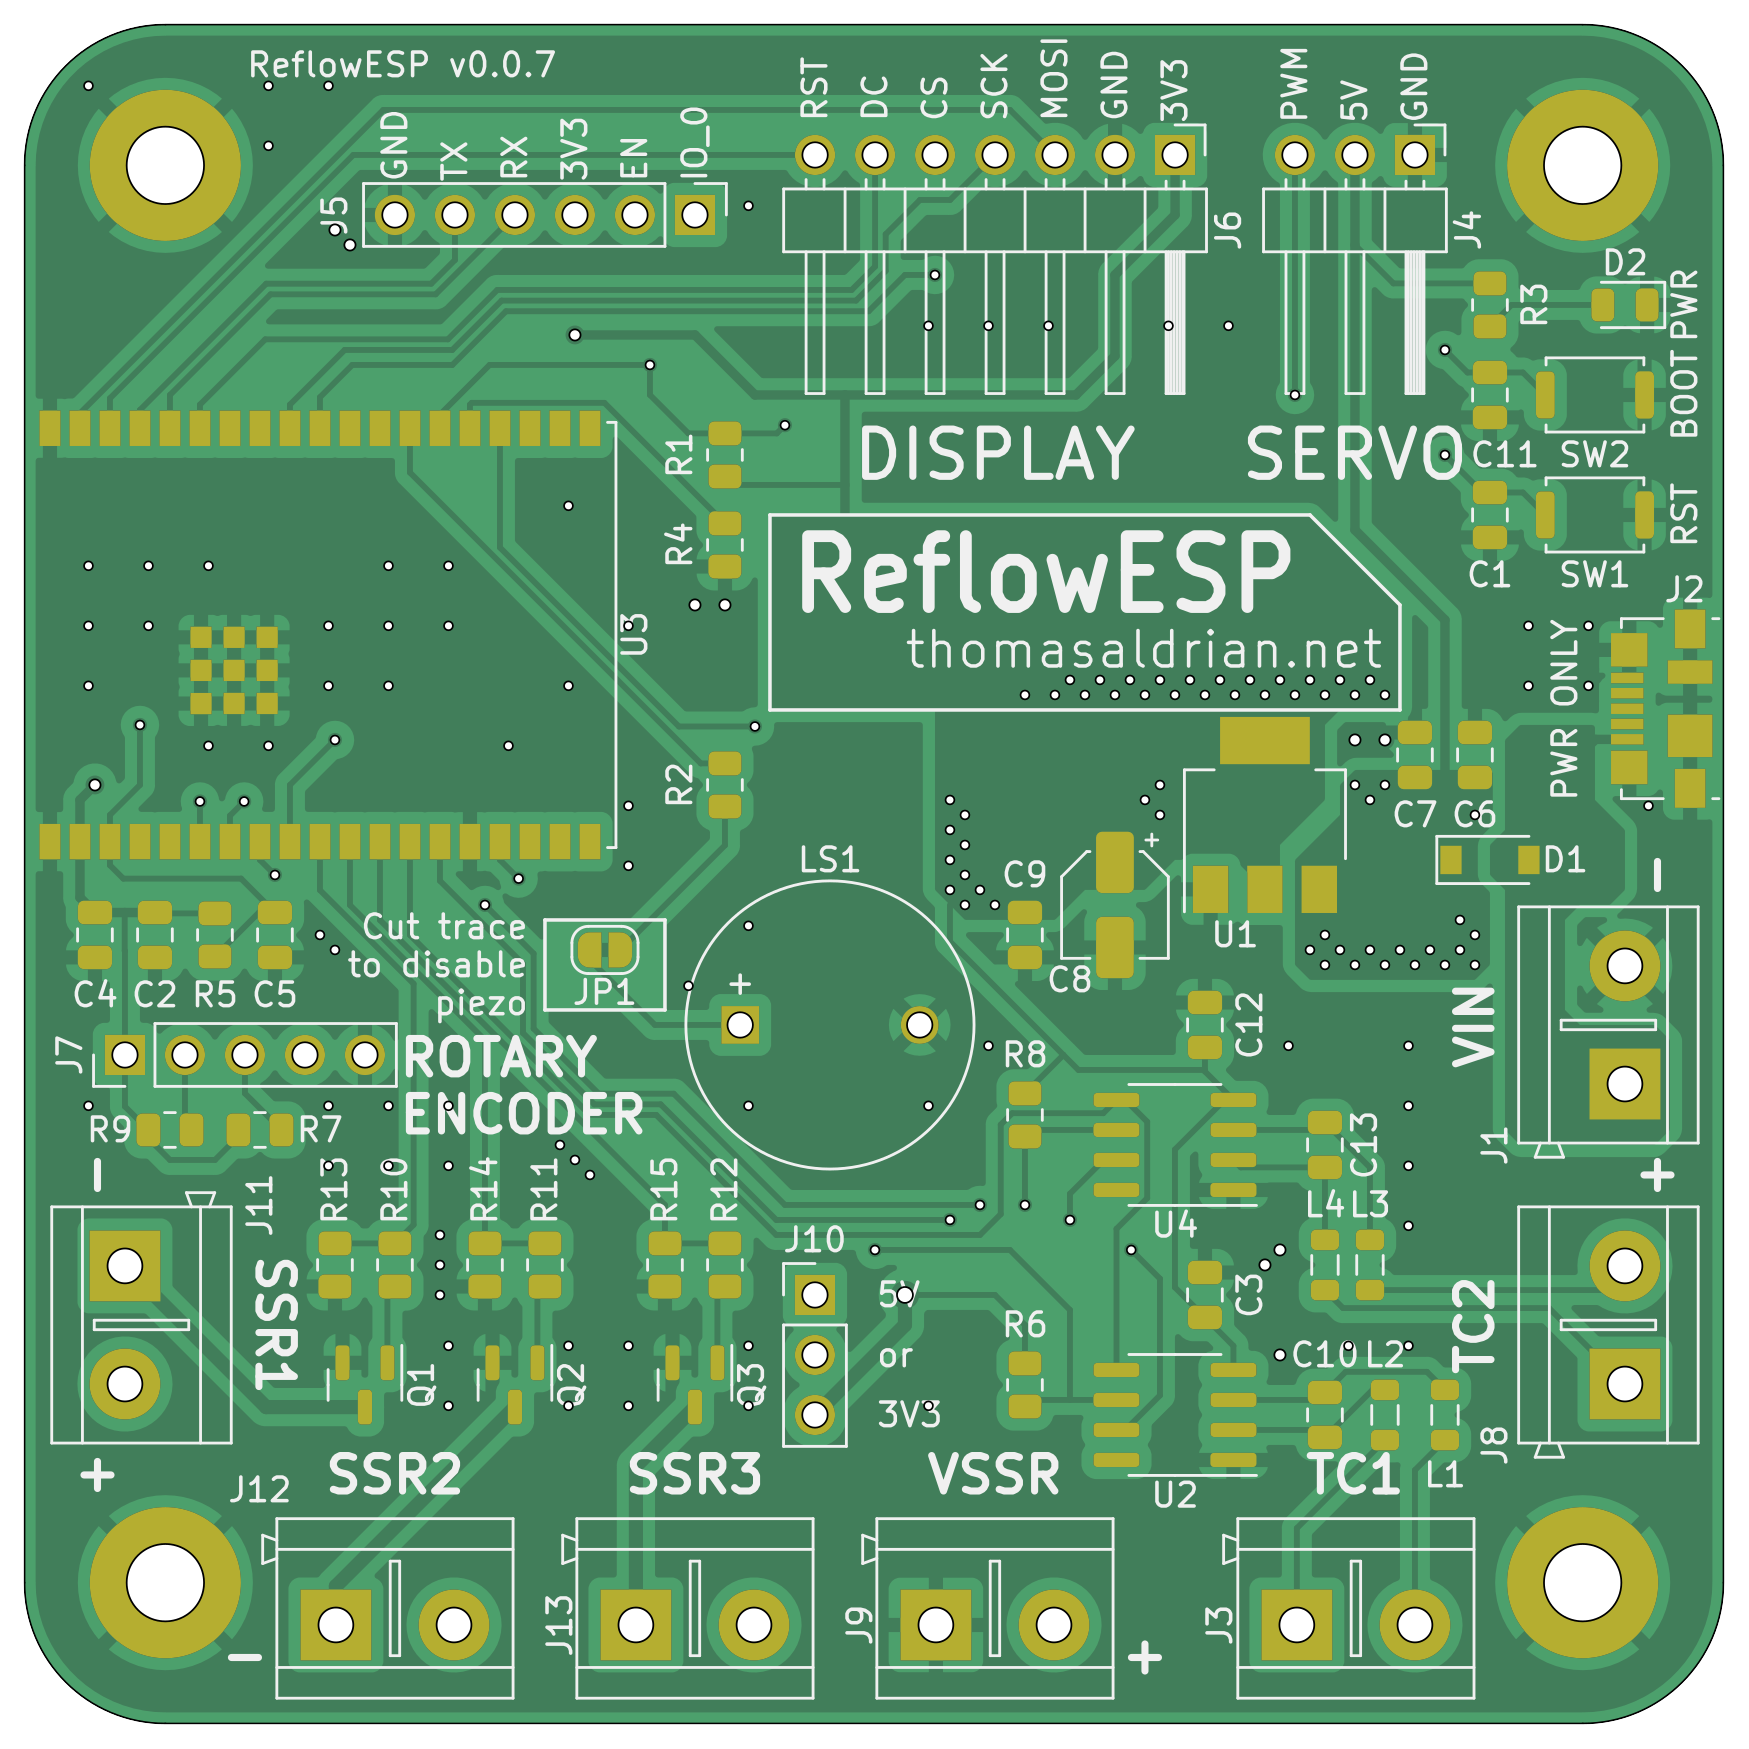 ReflowESP v0.0.7
RST DC CS SCK MOSI GND 3V3
PWM 5V GND
GND TX RX 3V3 EN IO_0
J5
J6
J4
D2
R3
PWR
BOOT
R1
DISPLAY
SERVO
C11
SW2
R4
RST
C1
SW1
ReflowESP
thomasaldrian.net
J2
U3
PWR ONLY
R2
C7
C6
LS1
+
D1
-
C9
U1
Cut trace
to disable
piezo
C4
C2
R5
C5
JP1
+
C8
C12
VIN
J7
ROTARY
ENCODER
R8
R9
R7
C13
J1
-
+
R13
R10
R14
R11
R15
R12
J11
L4
L3
U4
J10
SSR1
5V
or
3V3
C3
TC2
R6
C10
L2
Q1
Q2
Q3
J8
+
SSR2
SSR3
VSSR
TC1
L1
J12
U2
J13
J9
J3
-
+